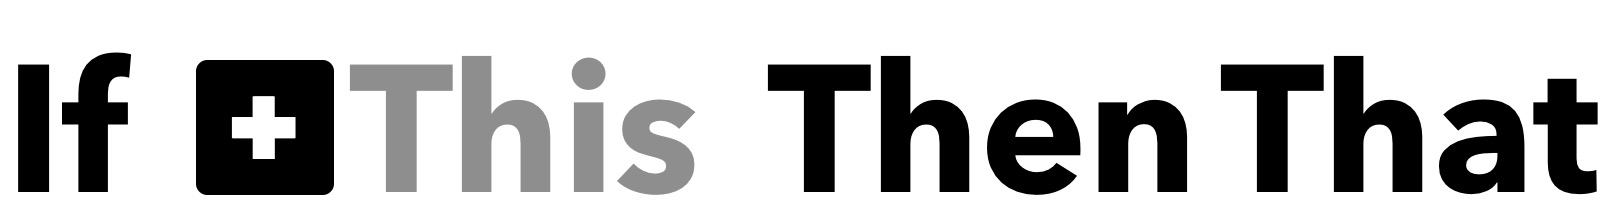 If +This Then That